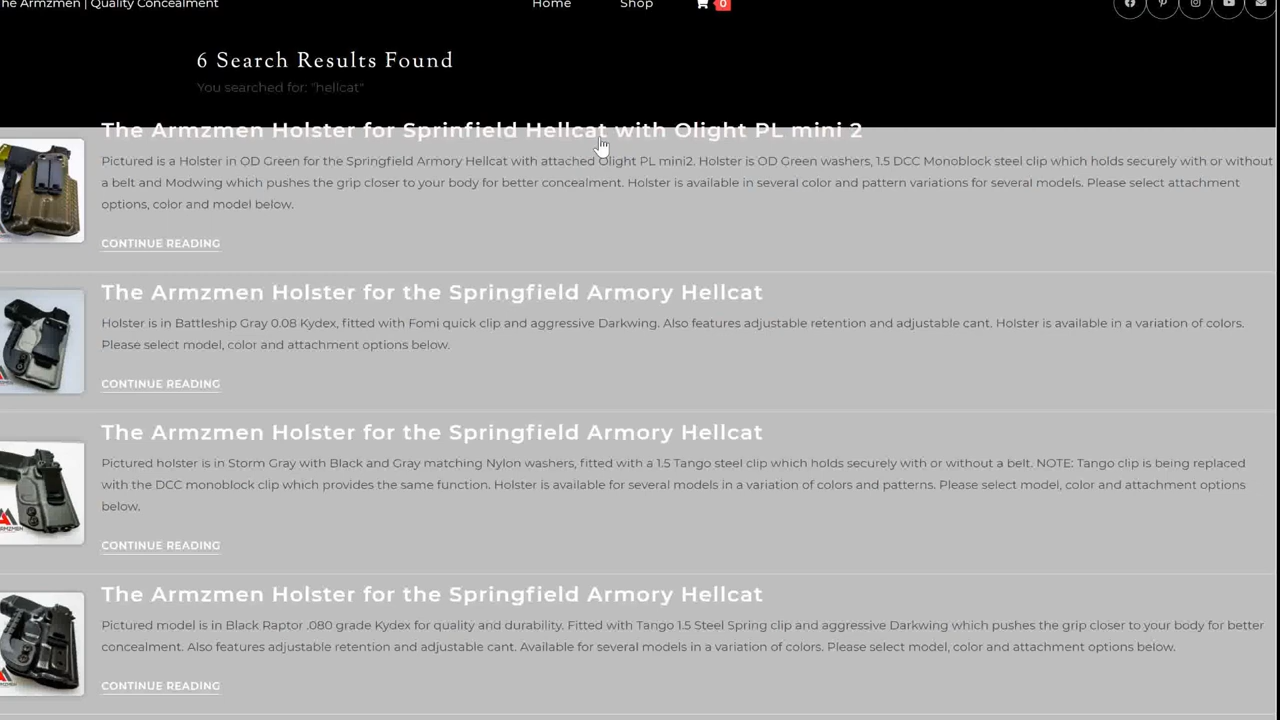 The Armzmen | Quality Concealment
Home
Shop
0
6 Search Results Found
You searched for: "hellcat"
The Armzmen Holster for Sprinfield Hellcat with Olight PL mini 2
Pictured is a Holster in OD Green for the Springfield Armory Hellcat with attached Olight PL mini2. Holster is OD Green washers, 1.5 DCC Monoblock steel clip which holds securely with or without
a belt and Modwing which pushes the grip closer to your body for better concealment. Holster is available in several color and pattern variations for several models. Please select attachment
options, color and model below.
CONTINUE READING
The Armzmen Holster for the Springfield Armory Hellcat
Holster is in Battleship Gray 0.08 Kydex, fitted with Fomi quick clip and aggressive Darkwing. Also features adjustable retention and adjustable cant. Holster is available in a variation of colors.
Please select model, color and attachment options below.
CONTINUE READING
The Armzmen Holster for the Springfield Armory Hellcat
Pictured holster is in Storm Gray with Black and Gray matching Nylon washers, fitted with a 1.5 Tango steel clip which holds securely with or without a belt. NOTE: Tango clip is being replaced
with the DCC monoblock clip which provides the same function. Holster is available for several models in a variation of colors and patterns. Please select model, color and attachment options
below.
CONTINUE READING
The Armzmen Holster for the Springfield Armory Hellcat
Pictured model is in Black Raptor .080 grade Kydex for quality and durability. Fitted with Tango 1.5 Steel Spring clip and aggressive Darkwing which pushes the grip closer to your body for better
concealment. Also features adjustable retention and adjustable cant. Available for several models in a variation of colors. Please select model, color and attachment options below.
CONTINUE READING